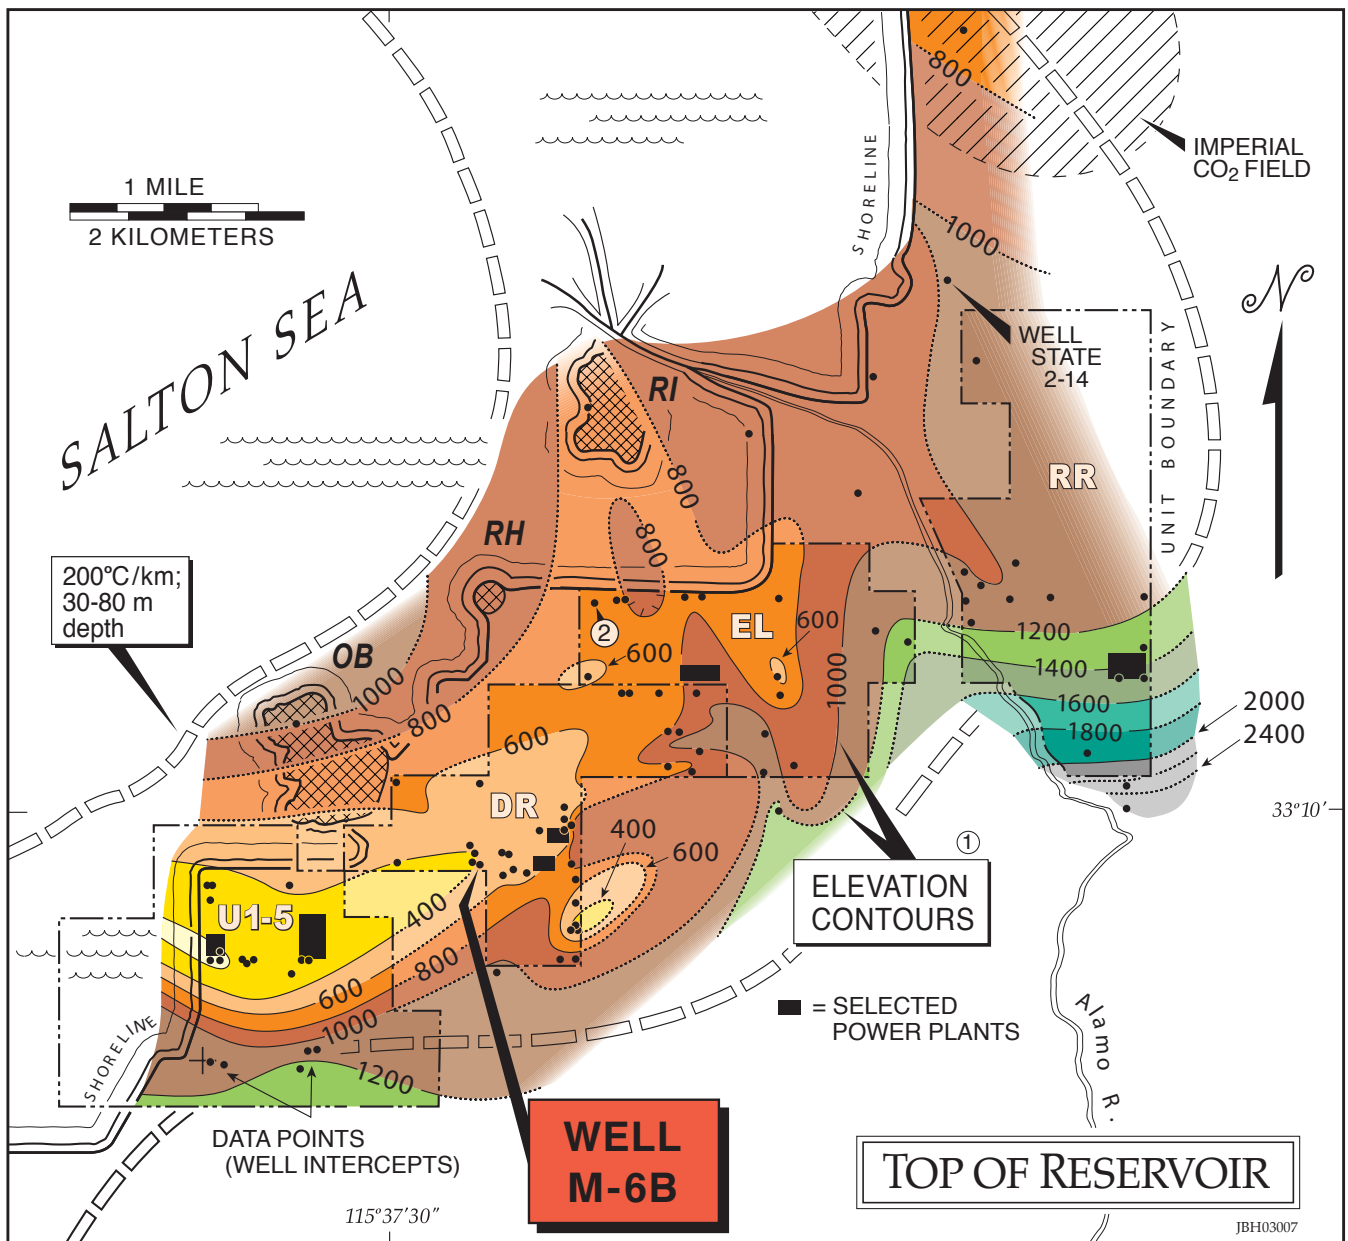 800
IMPERIAL
CO₂ FIELD
1 MILE
2 KILOMETERS
SHORELINE
1000
SALTON SEA
N
WELL
STATE
2-14
UNIT BOUNDARY
RI
800
RR
RH
800
200°C/km;
30-80 m
depth
2
EL
600
600
1200
OB
1000
1400
1000
1600
2000
800
600
1800
2400
DR
33°10'
400
600
1
ELEVATION
CONTOURS
U1-5
400
800
600
= SELECTED
POWER PLANTS
1000
SHORELINE
1200
Alamo R.
DATA POINTS
(WELL INTERCEPTS)
WELL
M-6B
TOP OF RESERVOIR
115°37'30"
JBH03007